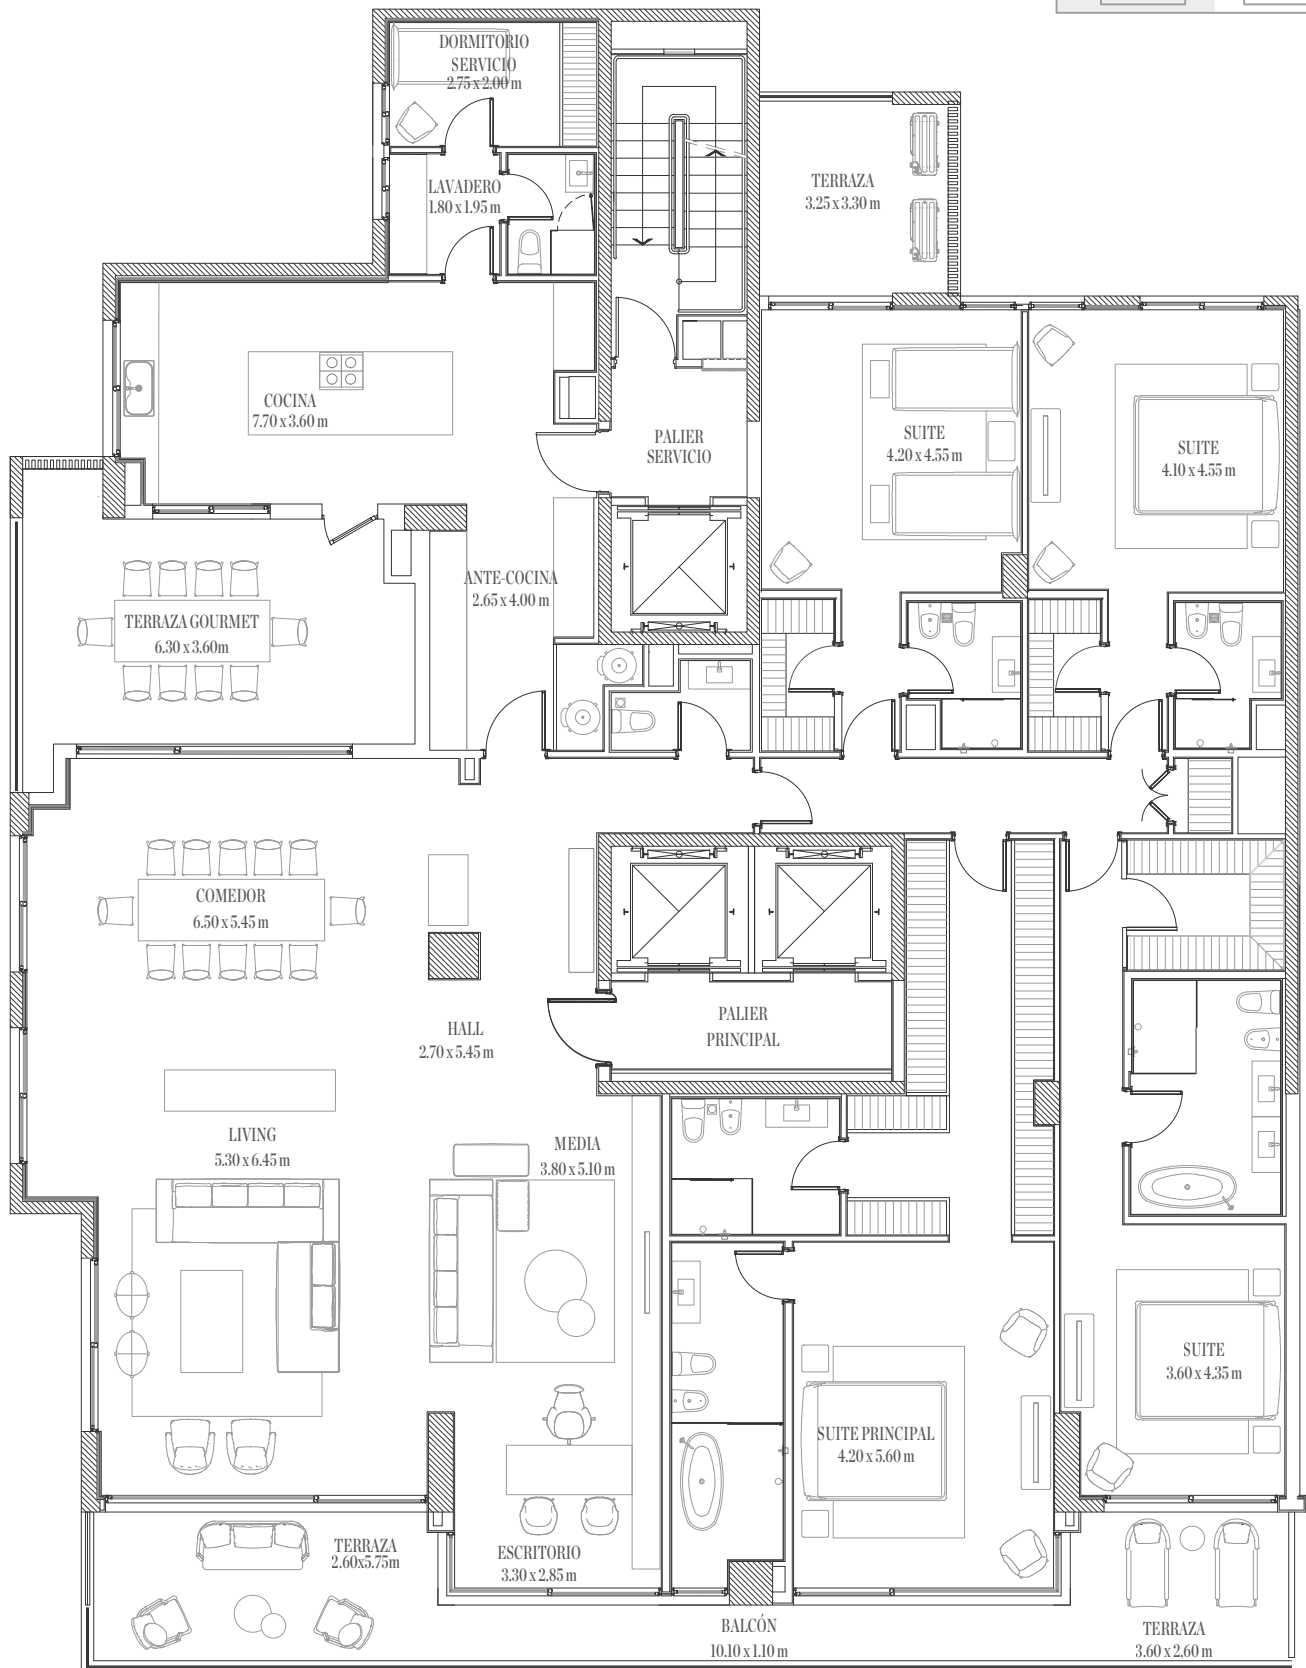 DORMITORIO
SERVICIO
2.75 x 2.00 m
LAVADERO
1.80 x 1.95 m
TERRAZA
3.25 x 3.30 m
COCINA
7.70 x 3.60 m
PALIER
SERVICIO
SUITE
4.20 x 4.55 m
SUITE
4.10 x 4.55 m
ANTE-COCINA
2.65 x 4.00 m
TERRAZA GOURMET
6.30 x 3.60m
COMEDOR
6.50 x 5.45 m
HALL
2.70 x 5.45 m
PALIER
PRINCIPAL
LIVING
5.30 x 6.45 m
MEDIA
3.80 x 5.10 m
SUITE
3.60 x 4.35 m
SUITE PRINCIPAL
4.20 x 5.60 m
TERRAZA
2.60x5.75m
ESCRITORIO
3.30 x 2.85 m
BALCÓN
10.10 x 1.10 m
TERRAZA
3.60 x 2.60 m